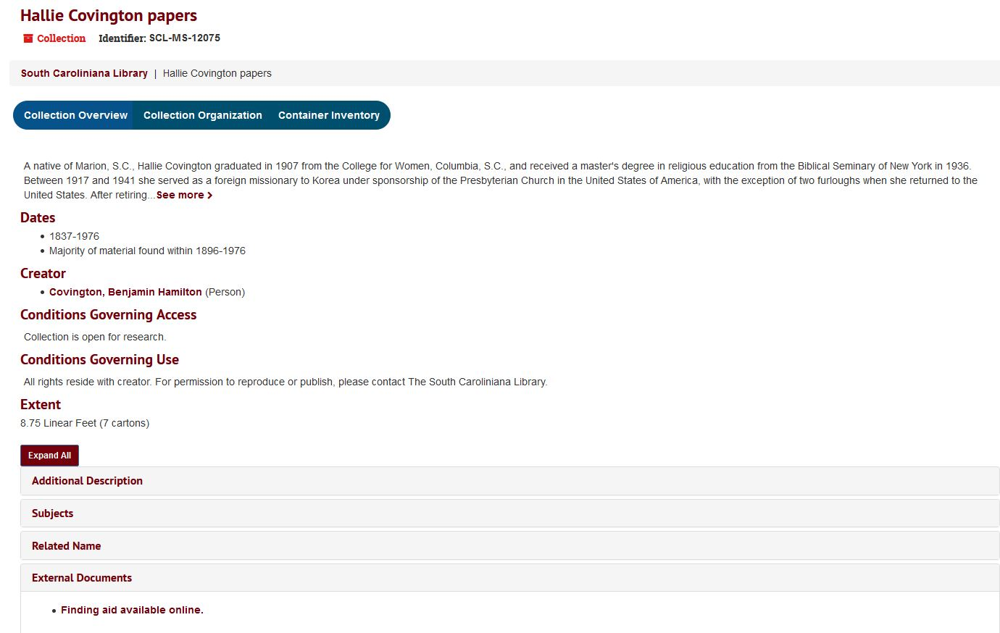 Hallie Covington papers
Collection Identifier: SCL-MS-12075
South Caroliniana Library | Hallie Covington papers
Collection Overview Collection Organization Container Inventory
A native of Marion, S.C., Hallie Covington graduated in 1907 from the College for Women, Columbia, S.C., and received a master's degree in religious education from the Biblical Seminary of New York in 1936.
Between 1917 and 1941 she served as a foreign missionary to Korea under sponsorship of the Presbyterian Church in the United States of America, with the exception of two furloughs when she returned to the
United States. After retiring...See more >
Dates
• 1837-1976
• Majority of material found within 1896-1976
Creator
• Covington, Benjamin Hamilton (Person)
Conditions Governing Access
Collection is open for research.
Conditions Governing Use
All rights reside with creator. For permission to reproduce or publish, please contact The South Caroliniana Library.
Extent
8.75 Linear Feet (7 cartons)
Expand All
Additional Description
Subjects
Related Name
External Documents
• Finding aid available online.